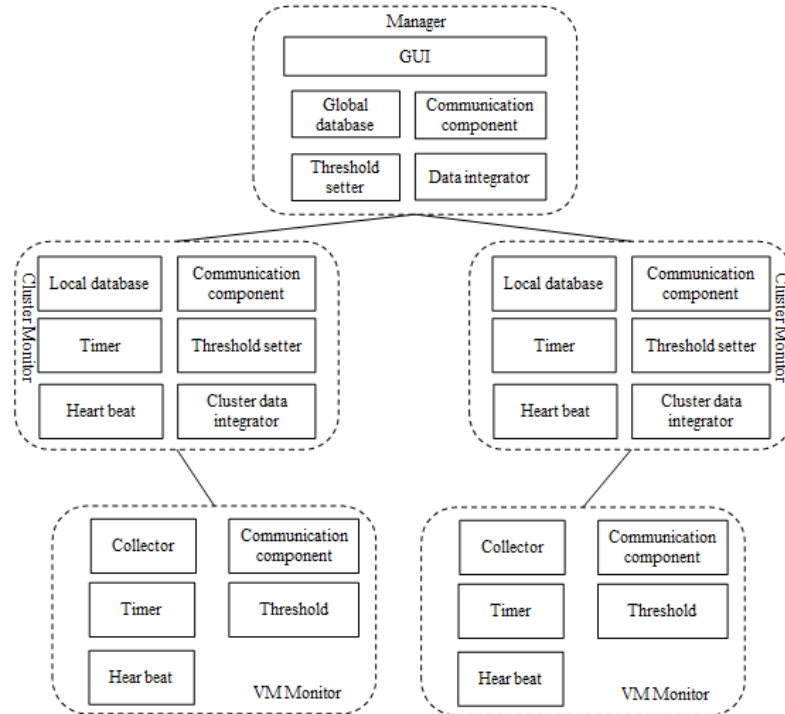 Manager
GUI
Global
database
Communication
component
Threshold
setter
Data integrator
Cluster Monitor
Local database
Communication
component
Timer
Threshold setter
Heart beat
Cluster data
integrator
Local database
Communication
component
Timer
Threshold setter
Heart beat
Cluster data
integrator
Cluster Monitor
Collector
Communication
component
Timer
Threshold
Hear beat
VM Monitor
Collector
Communication
component
Timer
Threshold
Hear beat
VM Monitor